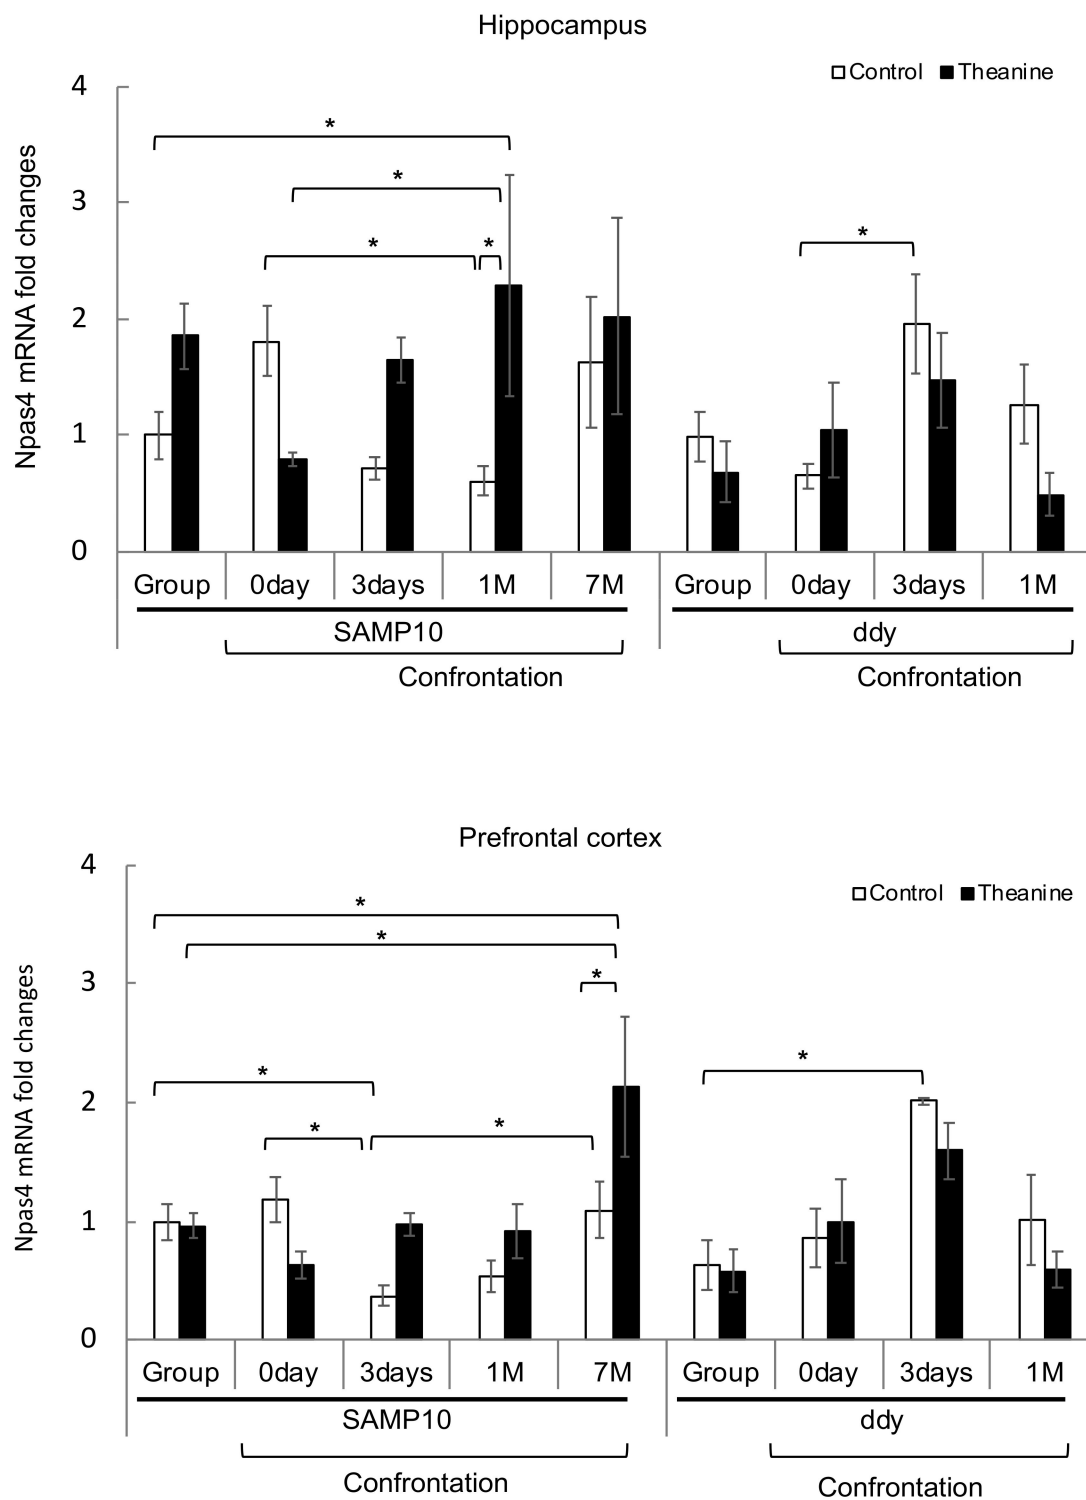 Hippocampus
Control Theanine
Npas4 mRNA fold changes
4
*
3
*
*
*
*
2
1
0
Group 0day 3days 1M 7M Group 0day 3days 1M
SAMP10 ddy
Confrontation Confrontation
Prefrontal cortex
Control Theanine
Npas4 mRNA fold changes
4
*
*
3
*
*
*
2
*
*
1
0
Group 0day 3days 1M 7M Group 0day 3days 1M
SAMP10 ddy
Confrontation Confrontation